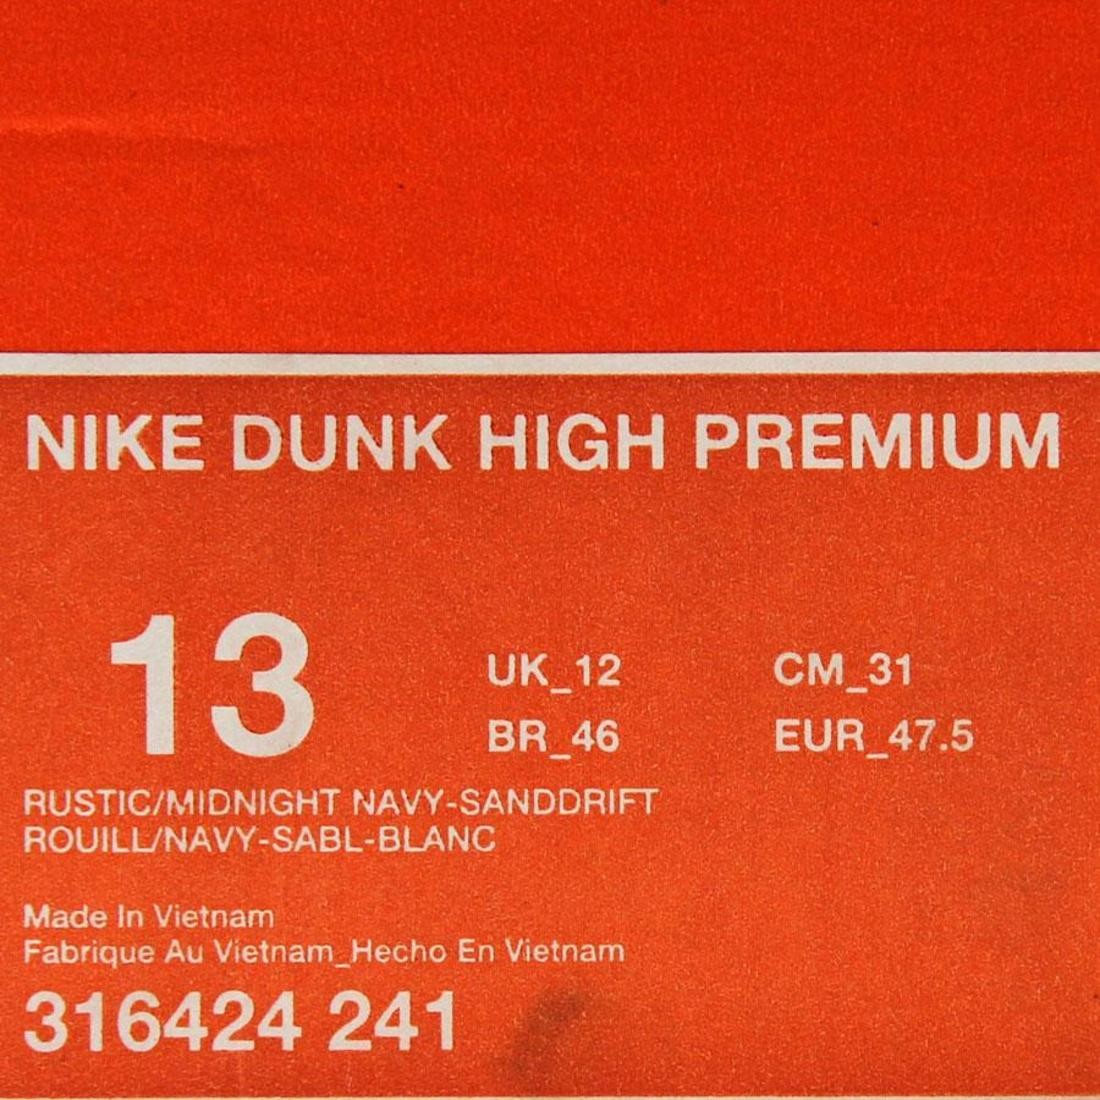 NIKE DUNK HIGH PREMIUM
13
UK_12 CM_31
BR_46 EUR_47.5
RUSTIC/MIDNIGHT NAVY-SANDDRIFT
ROUILL/NAVY-SABL-BLANC
Made In Vietnam
Fabrique Au Vietnam_Hecho En Vietnam
316424 241